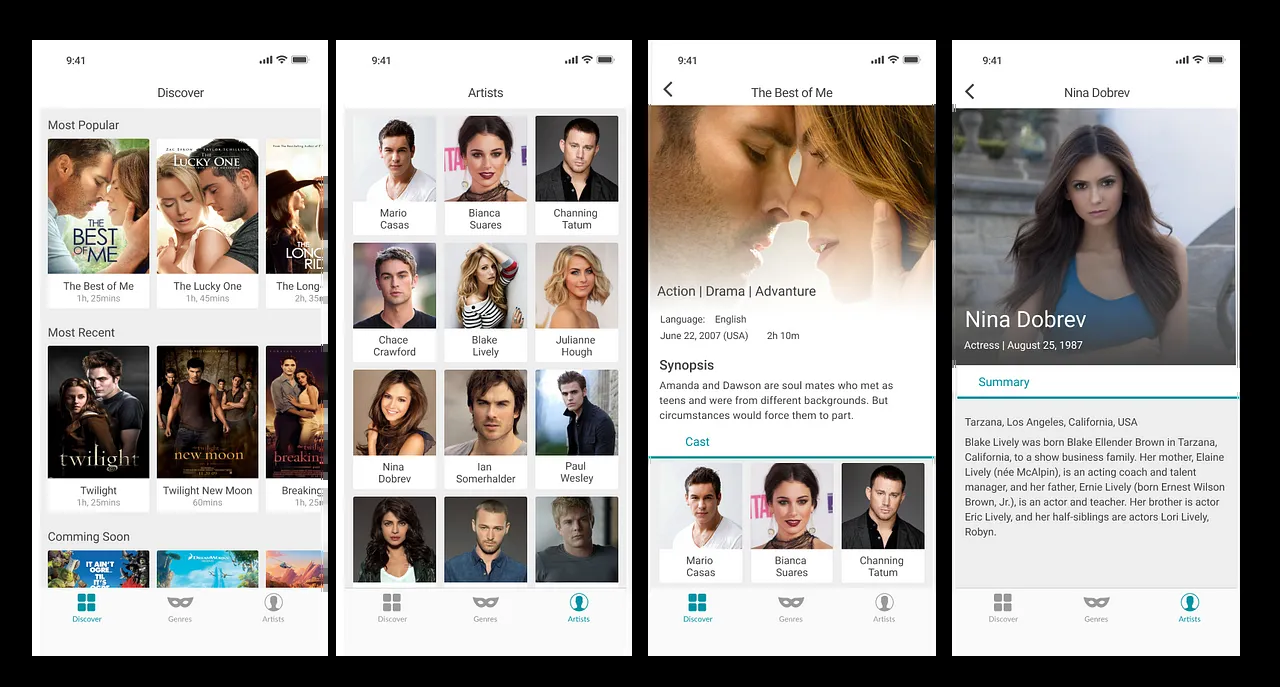 9:41
Discover
Most Popular
THE
BEST
OF ME
ZAC EFRON TAYLOR SCHILLING
THE
LUCKY ONE
THE
LONG
RID
The Best of Me
1h, 25mins
The Lucky One
1h, 45mins
The Long
2h, 35
Most Recent
twilight
twilight
new moon
twilight
breakin
Twilight
1h, 25mins
Twilight New Moon
60mins
Breaking
1h, 25
Comming Soon
IT AIN'T
OGRE,
TIL
IT'S
DREAMWORKS
Discover
Genres
Artists
9:41
Artists
Mario
Casas
Bianca
Suares
Channing
Tatum
Chace
Crawford
Blake
Lively
Julianne
Hough
Nina
Dobrev
Ian
Somerhalder
Paul
Wesley
Discover
Genres
Artists
9:41
The Best of Me
Action | Drama | Advanture
Language: English
June 22, 2007 (USA) 2h 10m
Synopsis
Amanda and Dawson are soul mates who met as
teens and were from different backgrounds. But
circumstances would force them to part.
Cast
Mario
Casas
Bianca
Suares
Channing
Tatum
Discover
Genres
Artists
9:41
Nina Dobrev
Nina Dobrev
Actress | August 25, 1987
Summary
Tarzana, Los Angeles, California, USA
Blake Lively was born Blake Ellender Brown in Tarzana,
California, to a show business family. Her mother, Elaine
Lively (née McAlpin), is an acting coach and talent
manager, and her father, Ernie Lively (born Ernest Wilson
Brown, Jr.), is an actor and teacher. Her brother is actor
Eric Lively, and her half-siblings are actors Lori Lively,
Robyn.
Discover
Genres
Artists